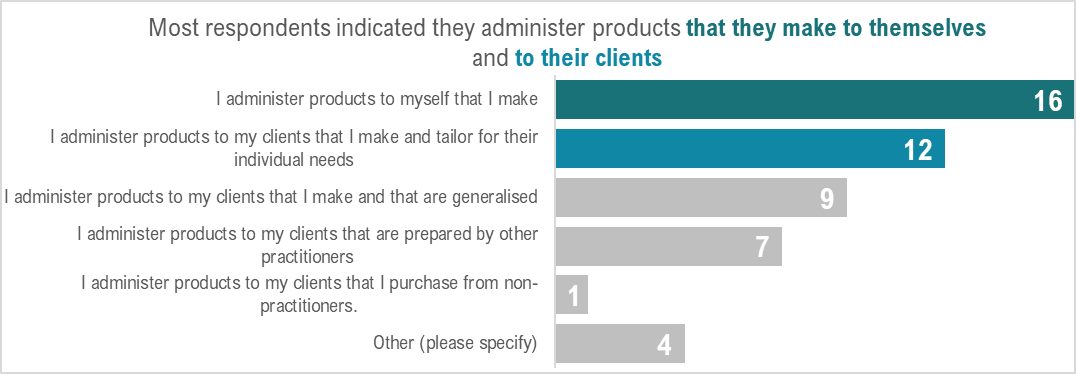 Most respondents indicated they administer products that they make to themselves
and to their clients
I administer products to myself that I make
16
I administer products to my clients that I make and tailor for their
individual needs
12
I administer products to my clients that I make and that are generalised
9
I administer products to my clients that are prepared by other
practitioners
7
I administer products to my clients that I purchase from non-
practitioners.
1
Other (please specify)
4